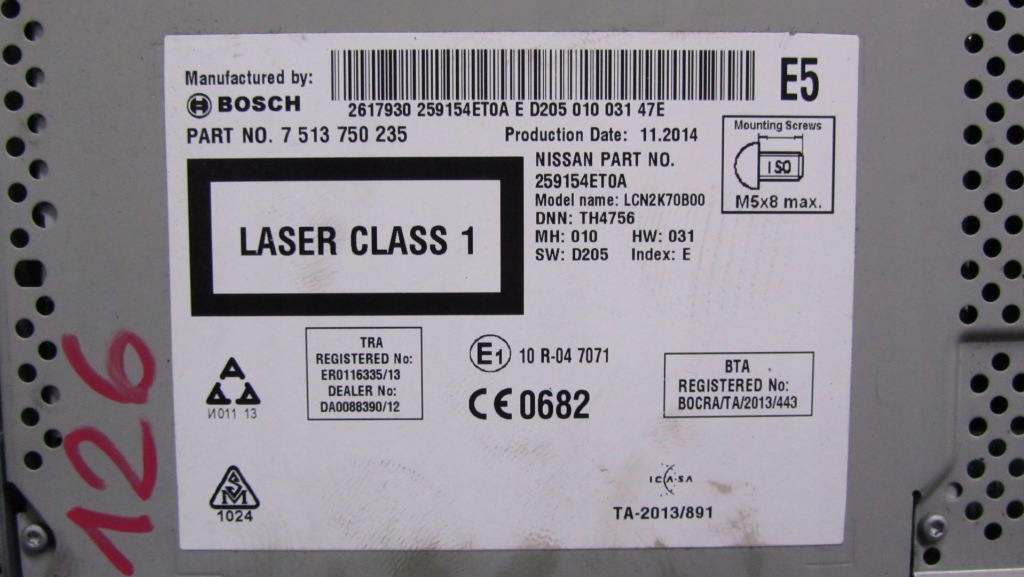 Manufactured by:
BOSCH
2617930 259154ET0A E D205 010 031 47E
E5
PART NO. 7 513 750 235
Production Date: 11.2014
Mounting Screws
ISO
M5x8 max.
NISSAN PART NO.
259154ET0A
Model name: LCN2K70B00
DNN: TH4756
MH: 010 HW: 031
SW: D205 Index: E
LASER CLASS 1
TRA
REGISTERED No:
ER0116335/13
DEALER No:
DA0088390/12
E1 10 R-04 7071
CE 0682
BTA
REGISTERED No:
BOCRA/TA/2013/443
И011 13
1024
ICASA
TA-2013/891
126